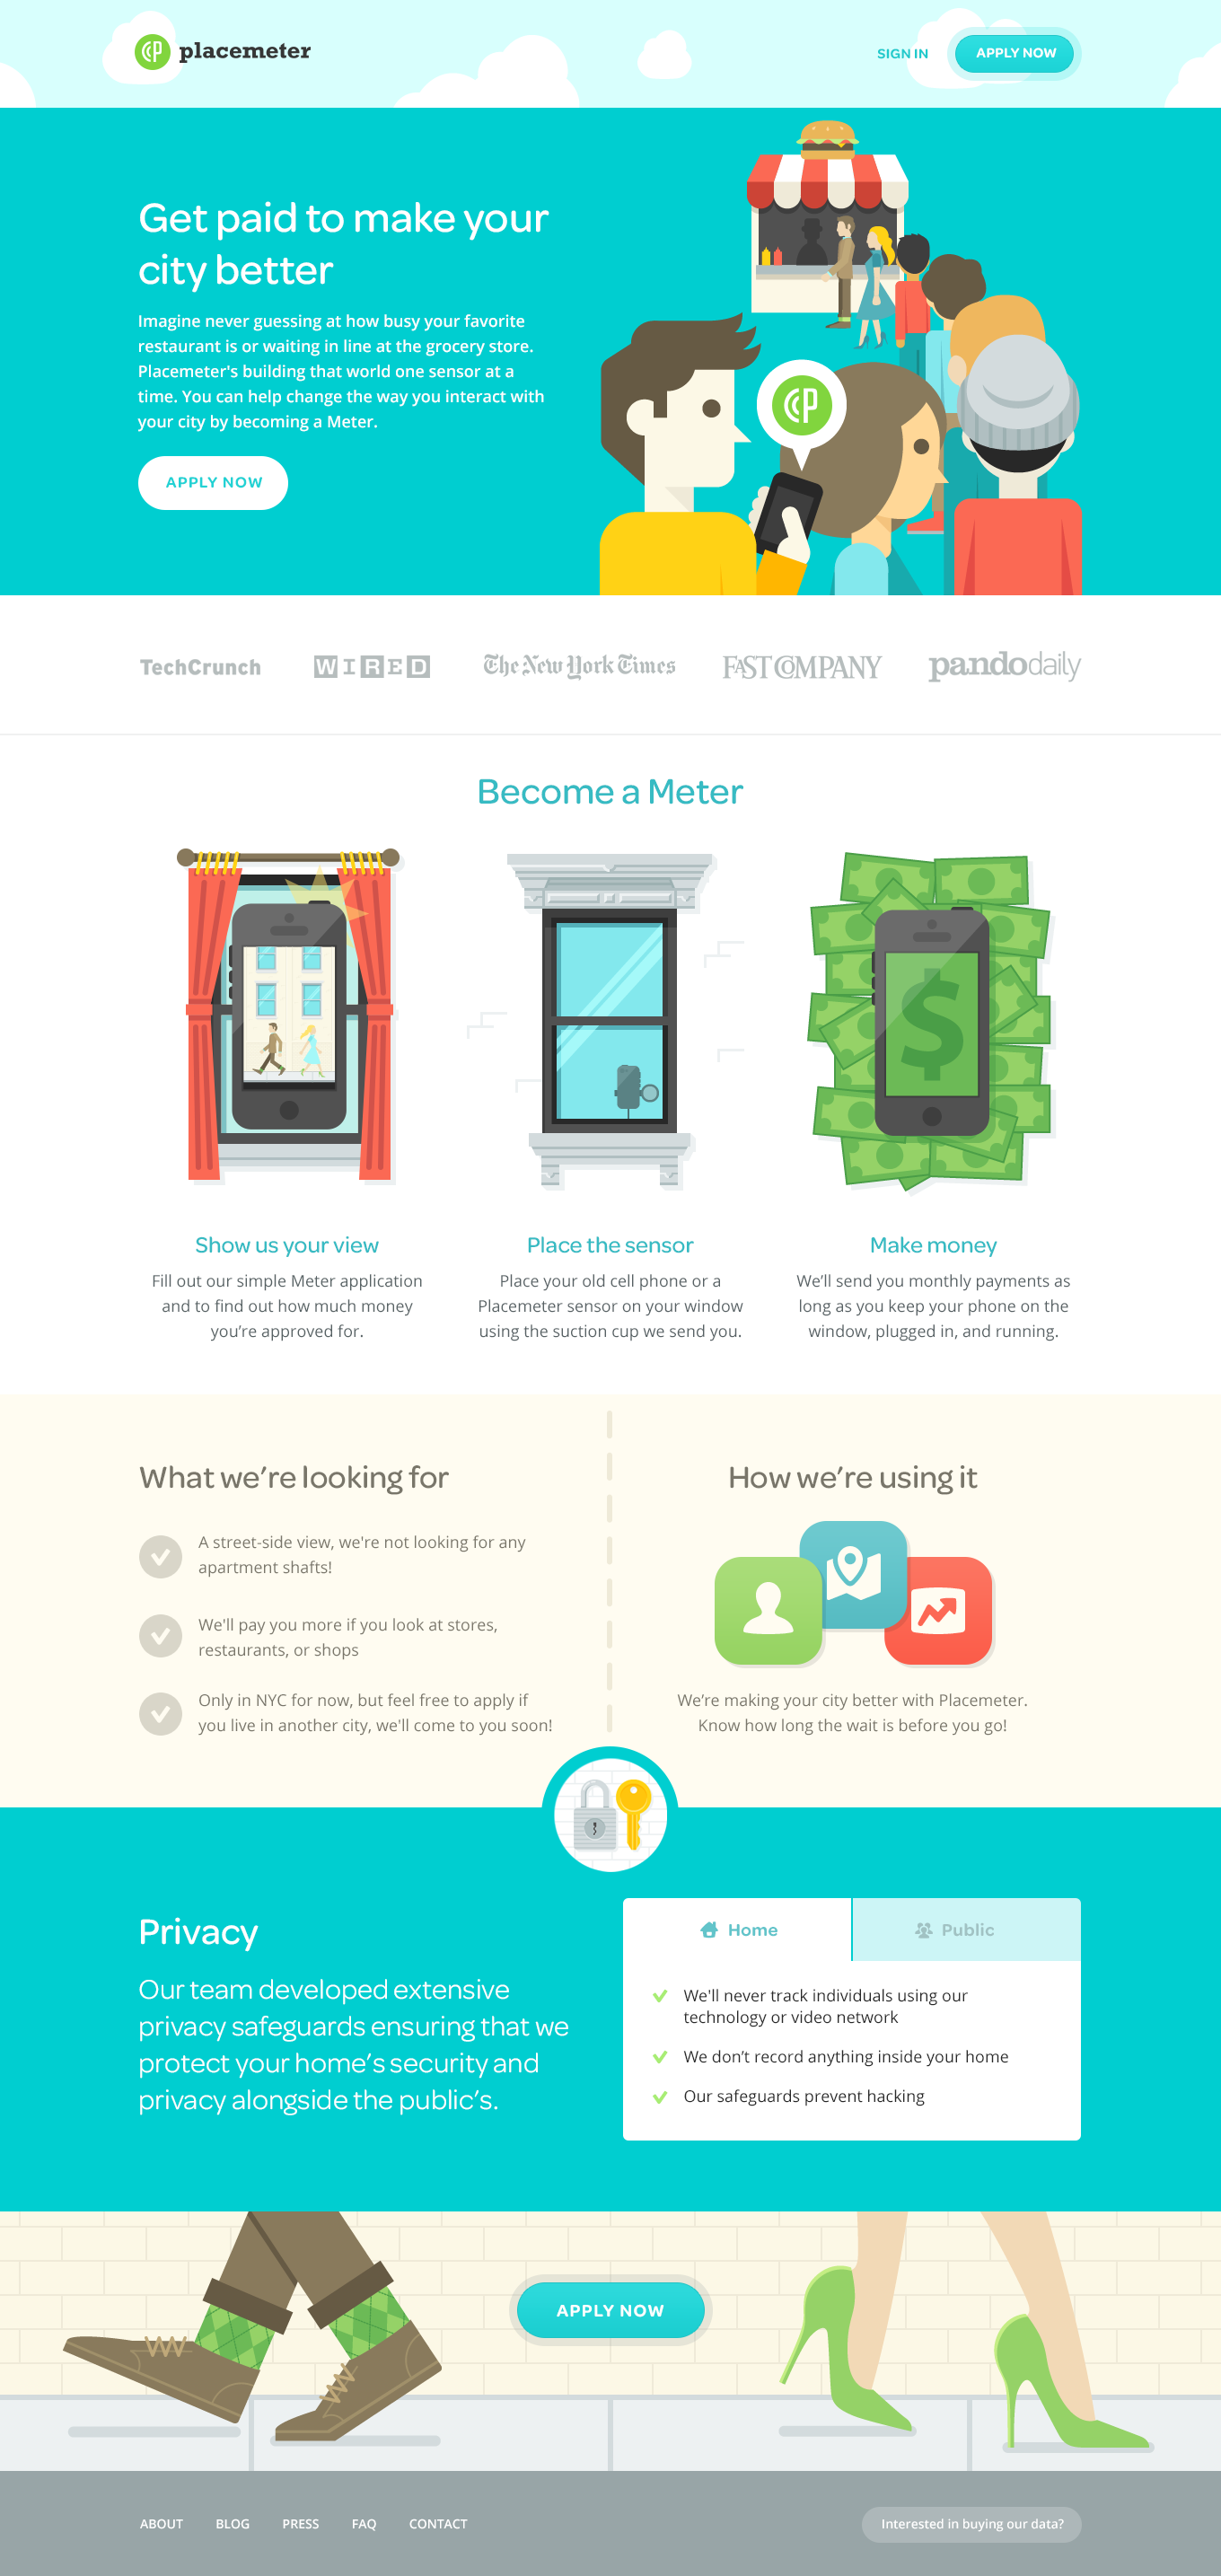 placemeter
SIGN IN
APPLY NOW
Get paid to make your
city better
Imagine never guessing at how busy your favorite
restaurant is or waiting in line at the grocery store.
Placemeter's building that world one sensor at a
time. You can help change the way you interact with
your city by becoming a Meter.
APPLY NOW
TechCrunch
WIRED
The New York Times
FAST COMPANY
pandodaily
Become a Meter
$
Show us your view
Fill out our simple Meter application
and to find out how much money
you’re approved for.
Place the sensor
Place your old cell phone or a
Placemeter sensor on your window
using the suction cup we send you.
Make money
We’ll send you monthly payments as
long as you keep your phone on the
window, plugged in, and running.
What we’re looking for
A street-side view, we're not looking for any
apartment shafts!
We'll pay you more if you look at stores,
restaurants, or shops
Only in NYC for now, but feel free to apply if
you live in another city, we'll come to you soon!
How we’re using it
We’re making your city better with Placemeter.
Know how long the wait is before you go!
Privacy
Our team developed extensive
privacy safeguards ensuring that we
protect your home’s security and
privacy alongside the public’s.
Home
Public
We'll never track individuals using our
technology or video network
We don’t record anything inside your home
Our safeguards prevent hacking
APPLY NOW
ABOUT
BLOG
PRESS
FAQ
CONTACT
Interested in buying our data?